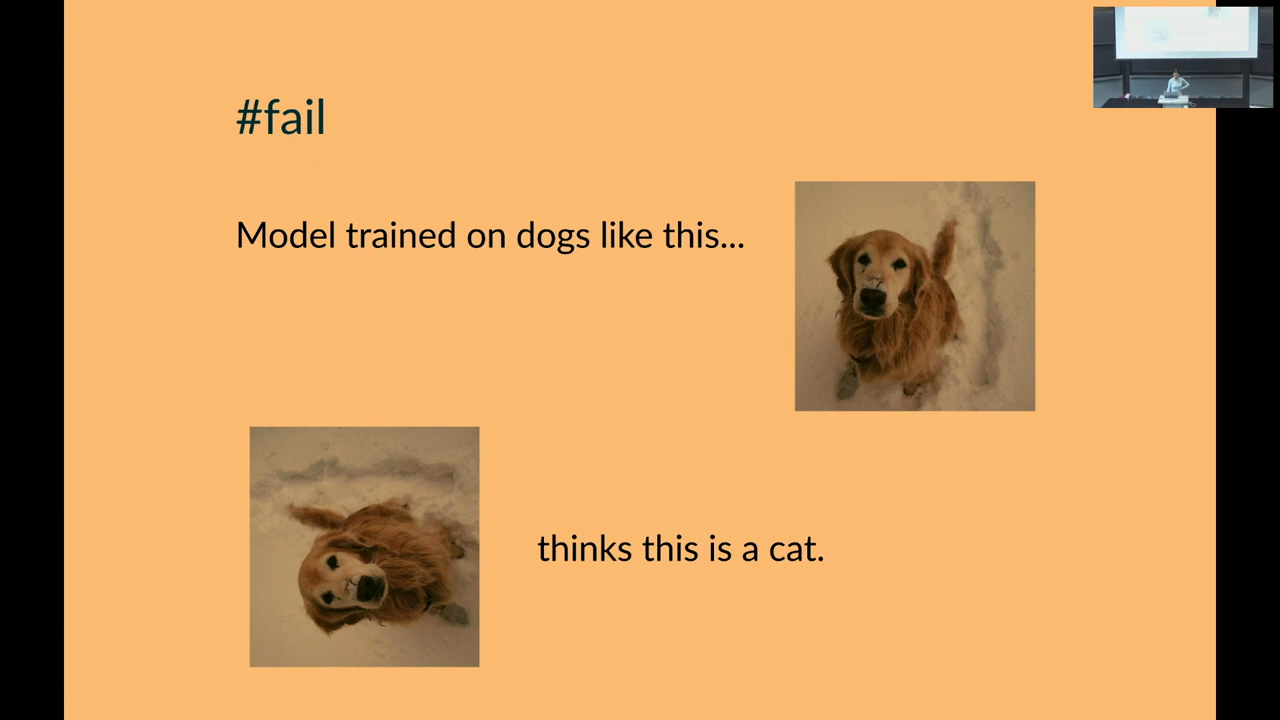 #fail
Model trained on dogs like this...
thinks this is a cat.